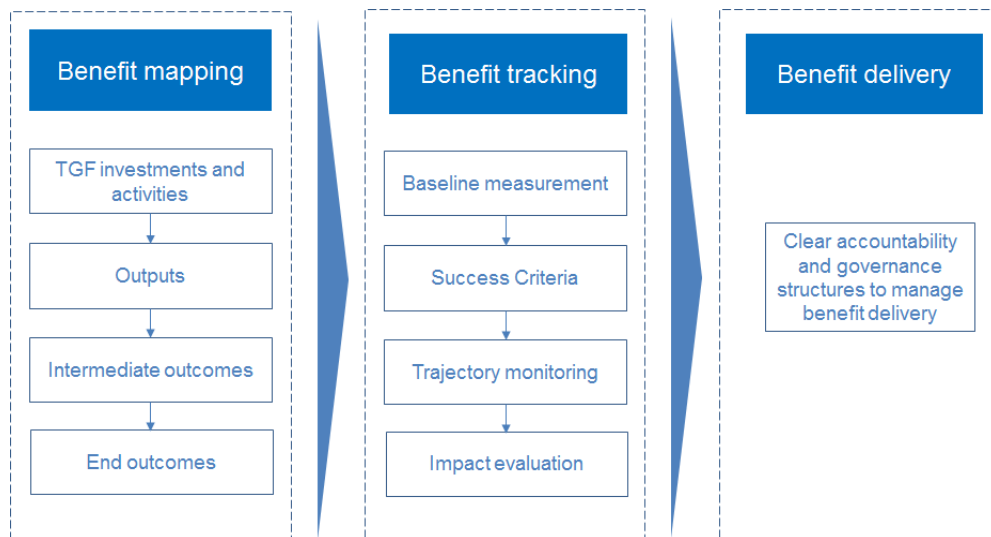 Benefit mapping
TGF investments and
activities
Outputs
Intermediate outcomes
End outcomes
Benefit tracking
Baseline measurement
Success Criteria
Trajectory monitoring
Impact evaluation
Benefit delivery
Clear accountability
and governance
structures to manage
benefit delivery